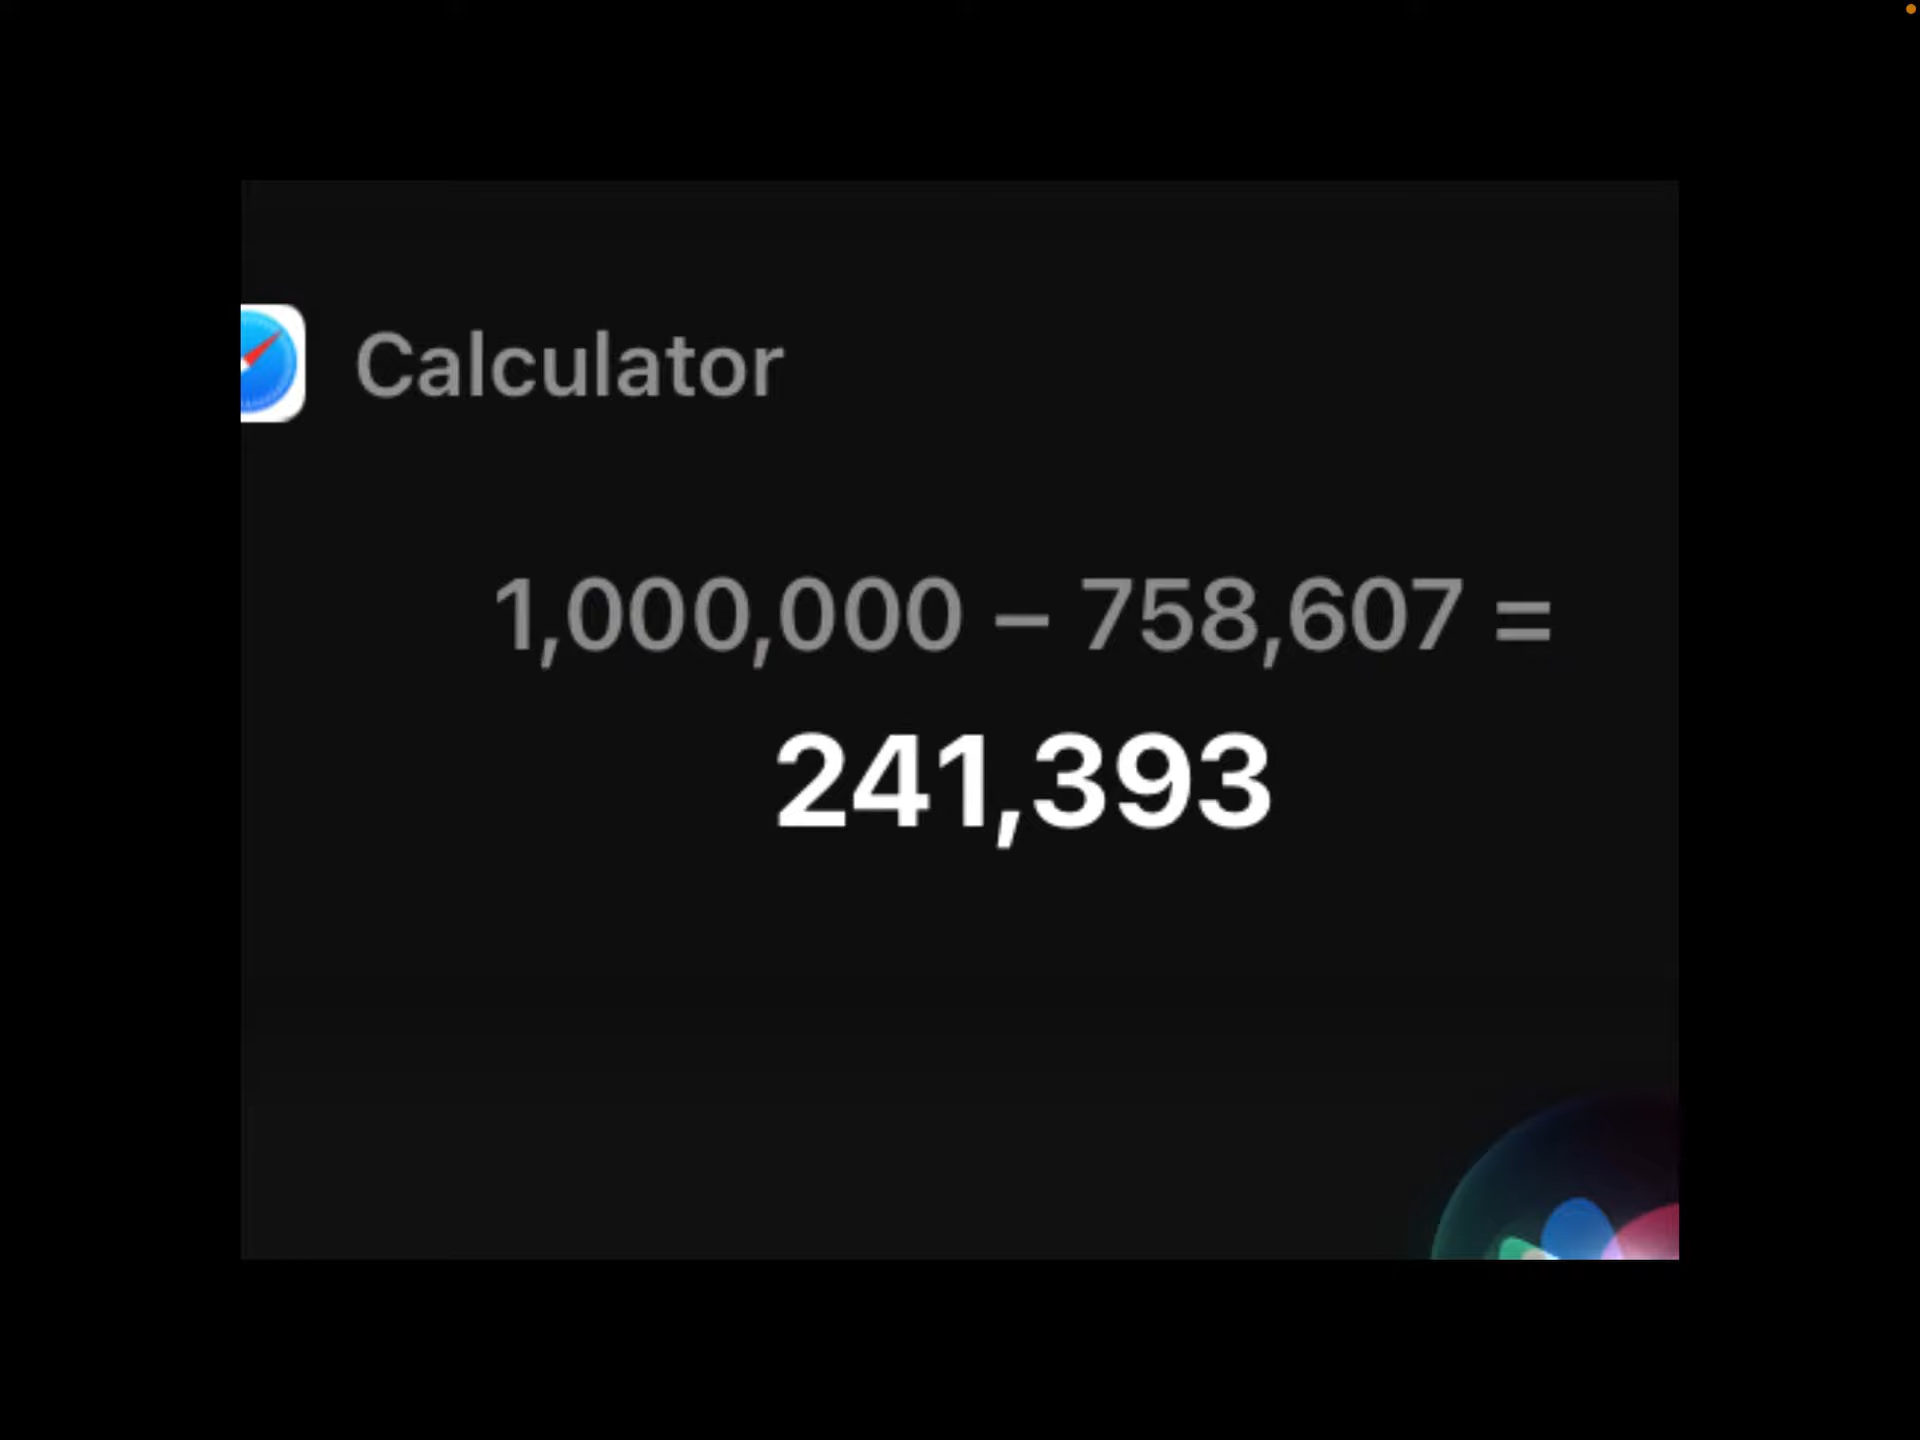 Calculator
1,000,000 – 758,607 =
241,393